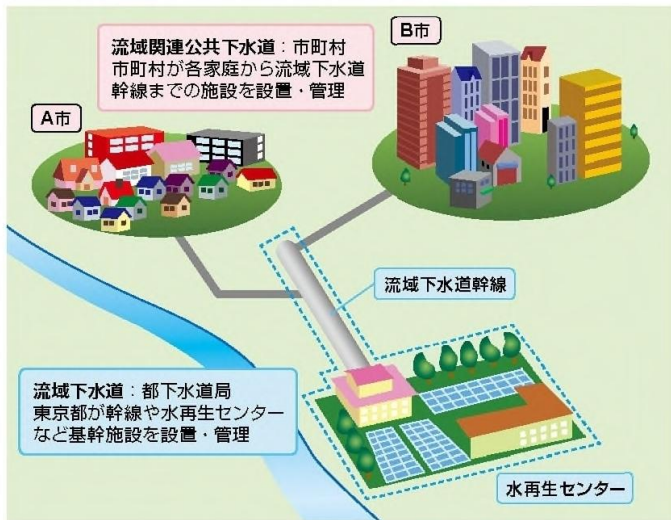 流域関連公共下水道：市町村
市町村が各家庭から流域下水道
幹線までの施設を設置・管理
B市
A市
流域下水道幹線
流域下水道：都下水道局
東京都が幹線や水再生センター
など基幹施設を設置・管理
水再生センター